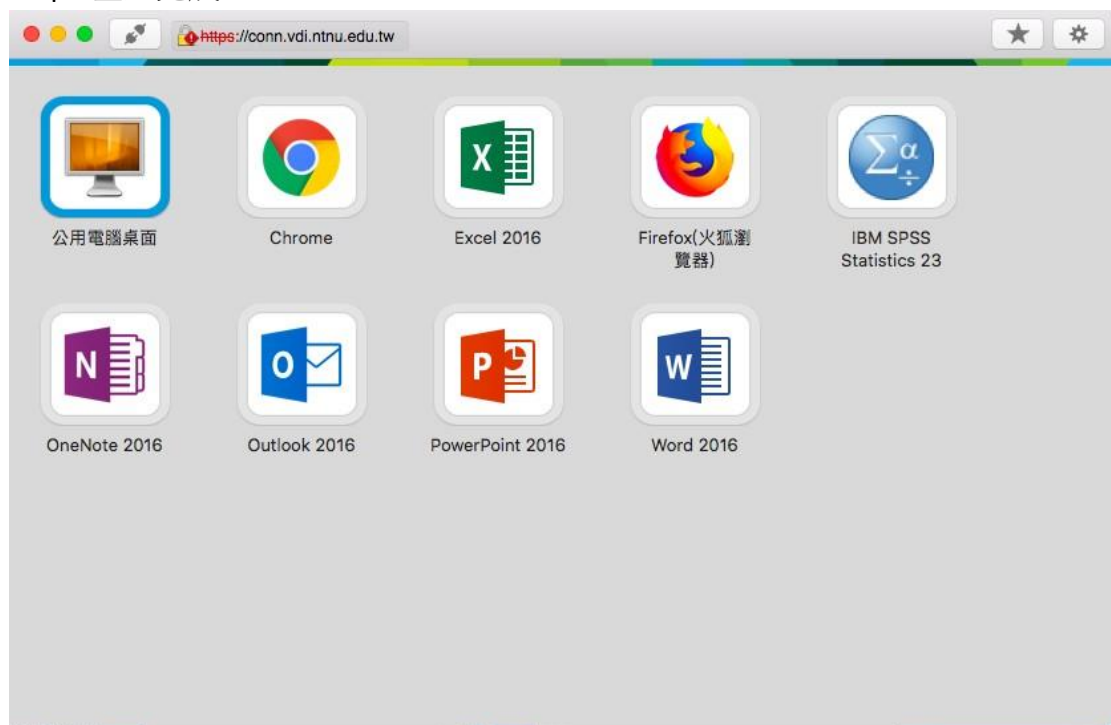 https://conn.vdi.ntnu.edu.tw
公用電腦桌面
Chrome
Excel 2016
Firefox(火狐瀏
覽器)
IBM SPSS
Statistics 23
OneNote 2016
Outlook 2016
PowerPoint 2016
Word 2016